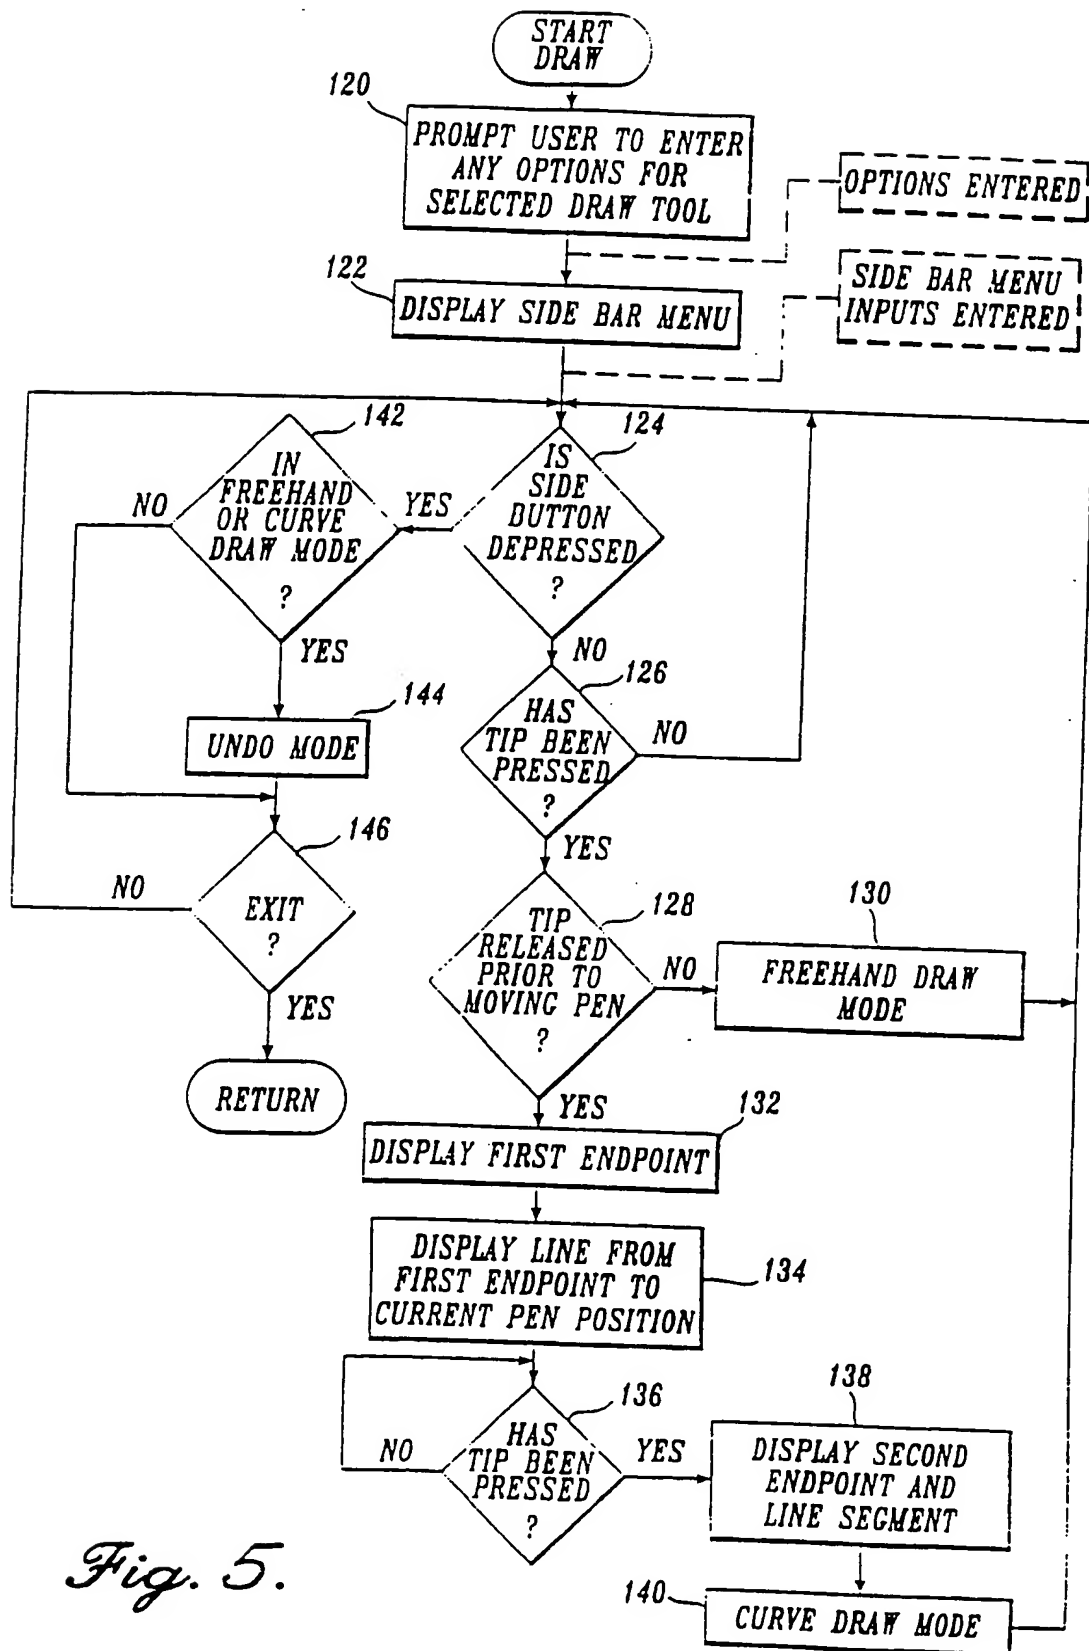 START
DRAW
120
PROMPT USER TO ENTER
ANY OPTIONS FOR
SELECTED DRAW TOOL
OPTIONS ENTERED
122
DISPLAY SIDE BAR MENU
SIDE BAR MENU
INPUTS ENTERED
142
IN
FREEHAND
OR CURVE
DRAW MODE
?
NO
YES
124
IS
SIDE
BUTTON
DEPRESSED
?
YES
NO
144
UNDO MODE
126
HAS
TIP BEEN
PRESSED
?
NO
YES
146
EXIT
?
NO
YES
RETURN
128
TIP
RELEASED
PRIOR TO
MOVING PEN
?
NO
130
FREEHAND DRAW
MODE
YES
132
DISPLAY FIRST ENDPOINT
DISPLAY LINE FROM
FIRST ENDPOINT TO
CURRENT PEN POSITION
134
136
HAS
TIP BEEN
PRESSED
?
NO
YES
138
DISPLAY SECOND
ENDPOINT AND
LINE SEGMENT
140
CURVE DRAW MODE
Fig. 5.